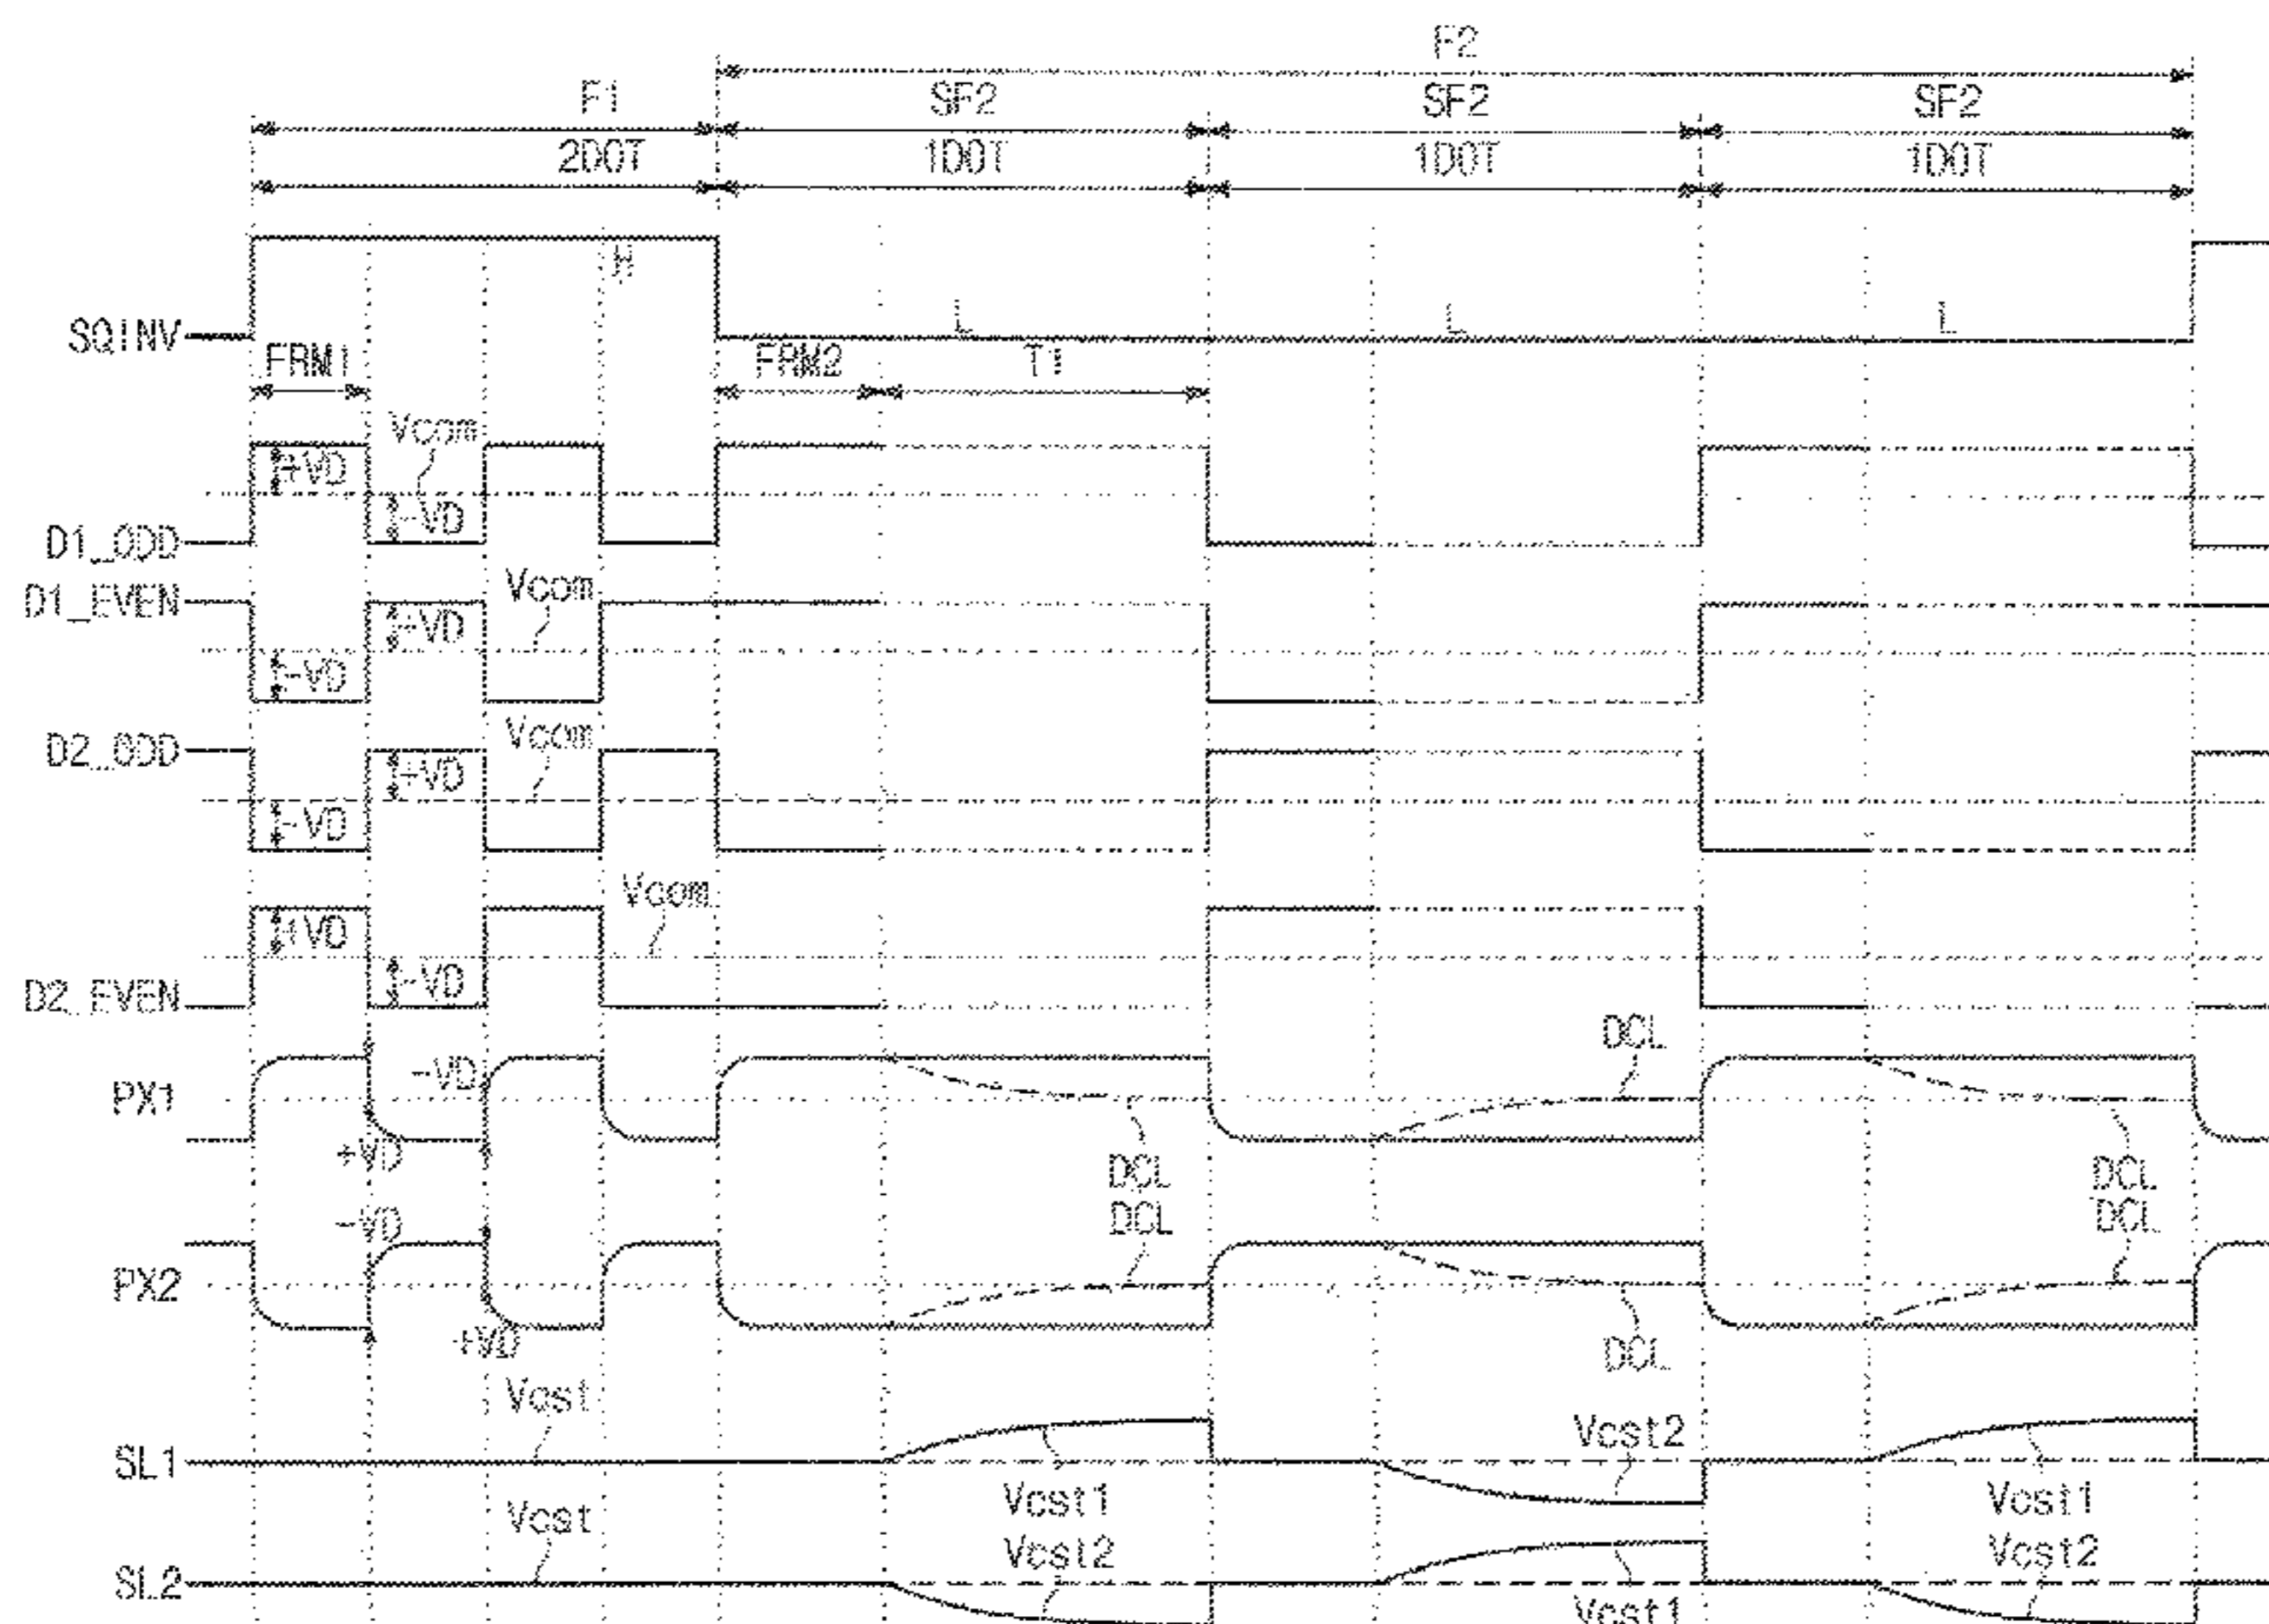 F2
F1 SF2 SF2 SF2
2DOT 1DOT 1DOT 1DOT
H
SQINV L L L
FRM1 FRM2 T1
Vcom
+VD
-VD
D1_ODD
D1_EVEN Vcom
+VD
-VD
D2_ODD Vcom
+VD
-VD
Vcom
+VD
-VD
D2_EVEN
DCL
-VD
PX1
+VD
DCL DCL
-VD DCL DCL
PX2
+VD DCL
Vcst
Vcst2
SL1
Vcst1 Vcst1
Vcst
Vcst2 Vcst2
SL2
Vcst1